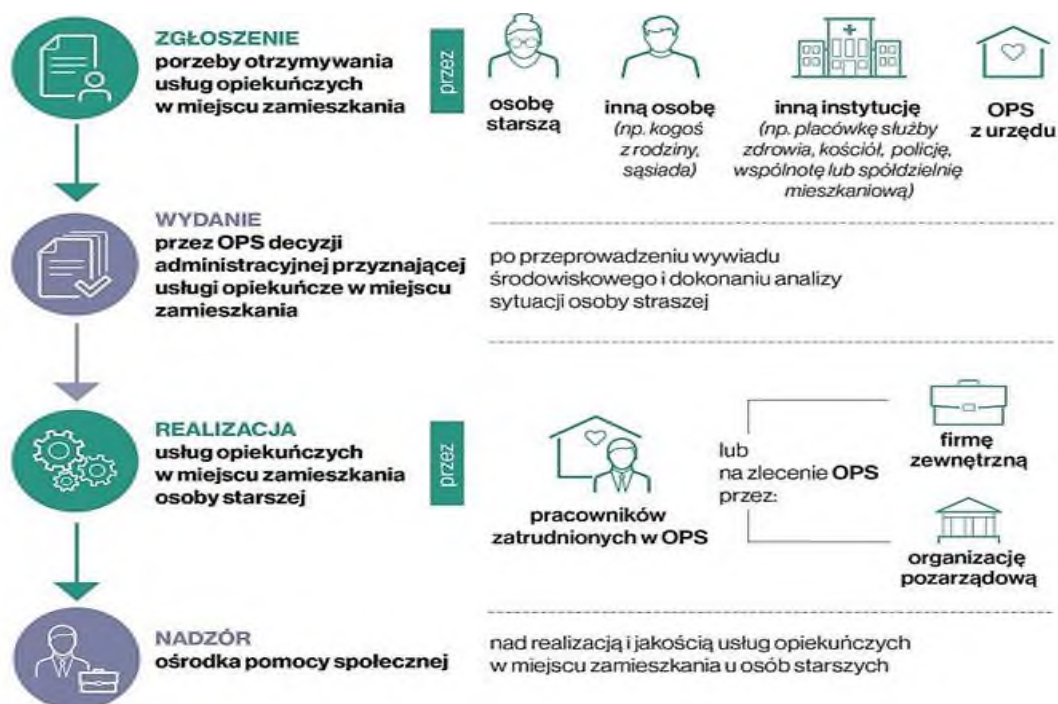 ZGŁOSZENIE
porzeby otrzymywania
usług opiekuńczych
w miejscu zamieszkania
przez
osobę
starszą
inną osobę
(np. kogoś
z rodziny,
sąsiada)
inną instytucję
(np. placówkę służby
zdrowia, kościół, policję,
wspólnotę lub spółdzielnię
mieszkaniową)
OPS
z urzędu
WYDANIE
przez OPS decyzji
administracyjnej przyznającej
usługi opiekuńcze w miejscu
zamieszkania
po przeprowadzeniu wywiadu
środowiskowego i dokonaniu analizy
sytuacji osoby straszej
REALIZACJA
usług opiekuńczych
w miejscu zamieszkania
osoby starszej
przez
pracowników
zatrudnionych w OPS
lub
na zlecenie OPS
przez:
firmę
zewnętrzną
organizację
pozarządową
NADZÓR
ośrodka pomocy społecznej
nad realizacją i jakością usług opiekuńczych
w miejscu zamieszkania u osób starszych